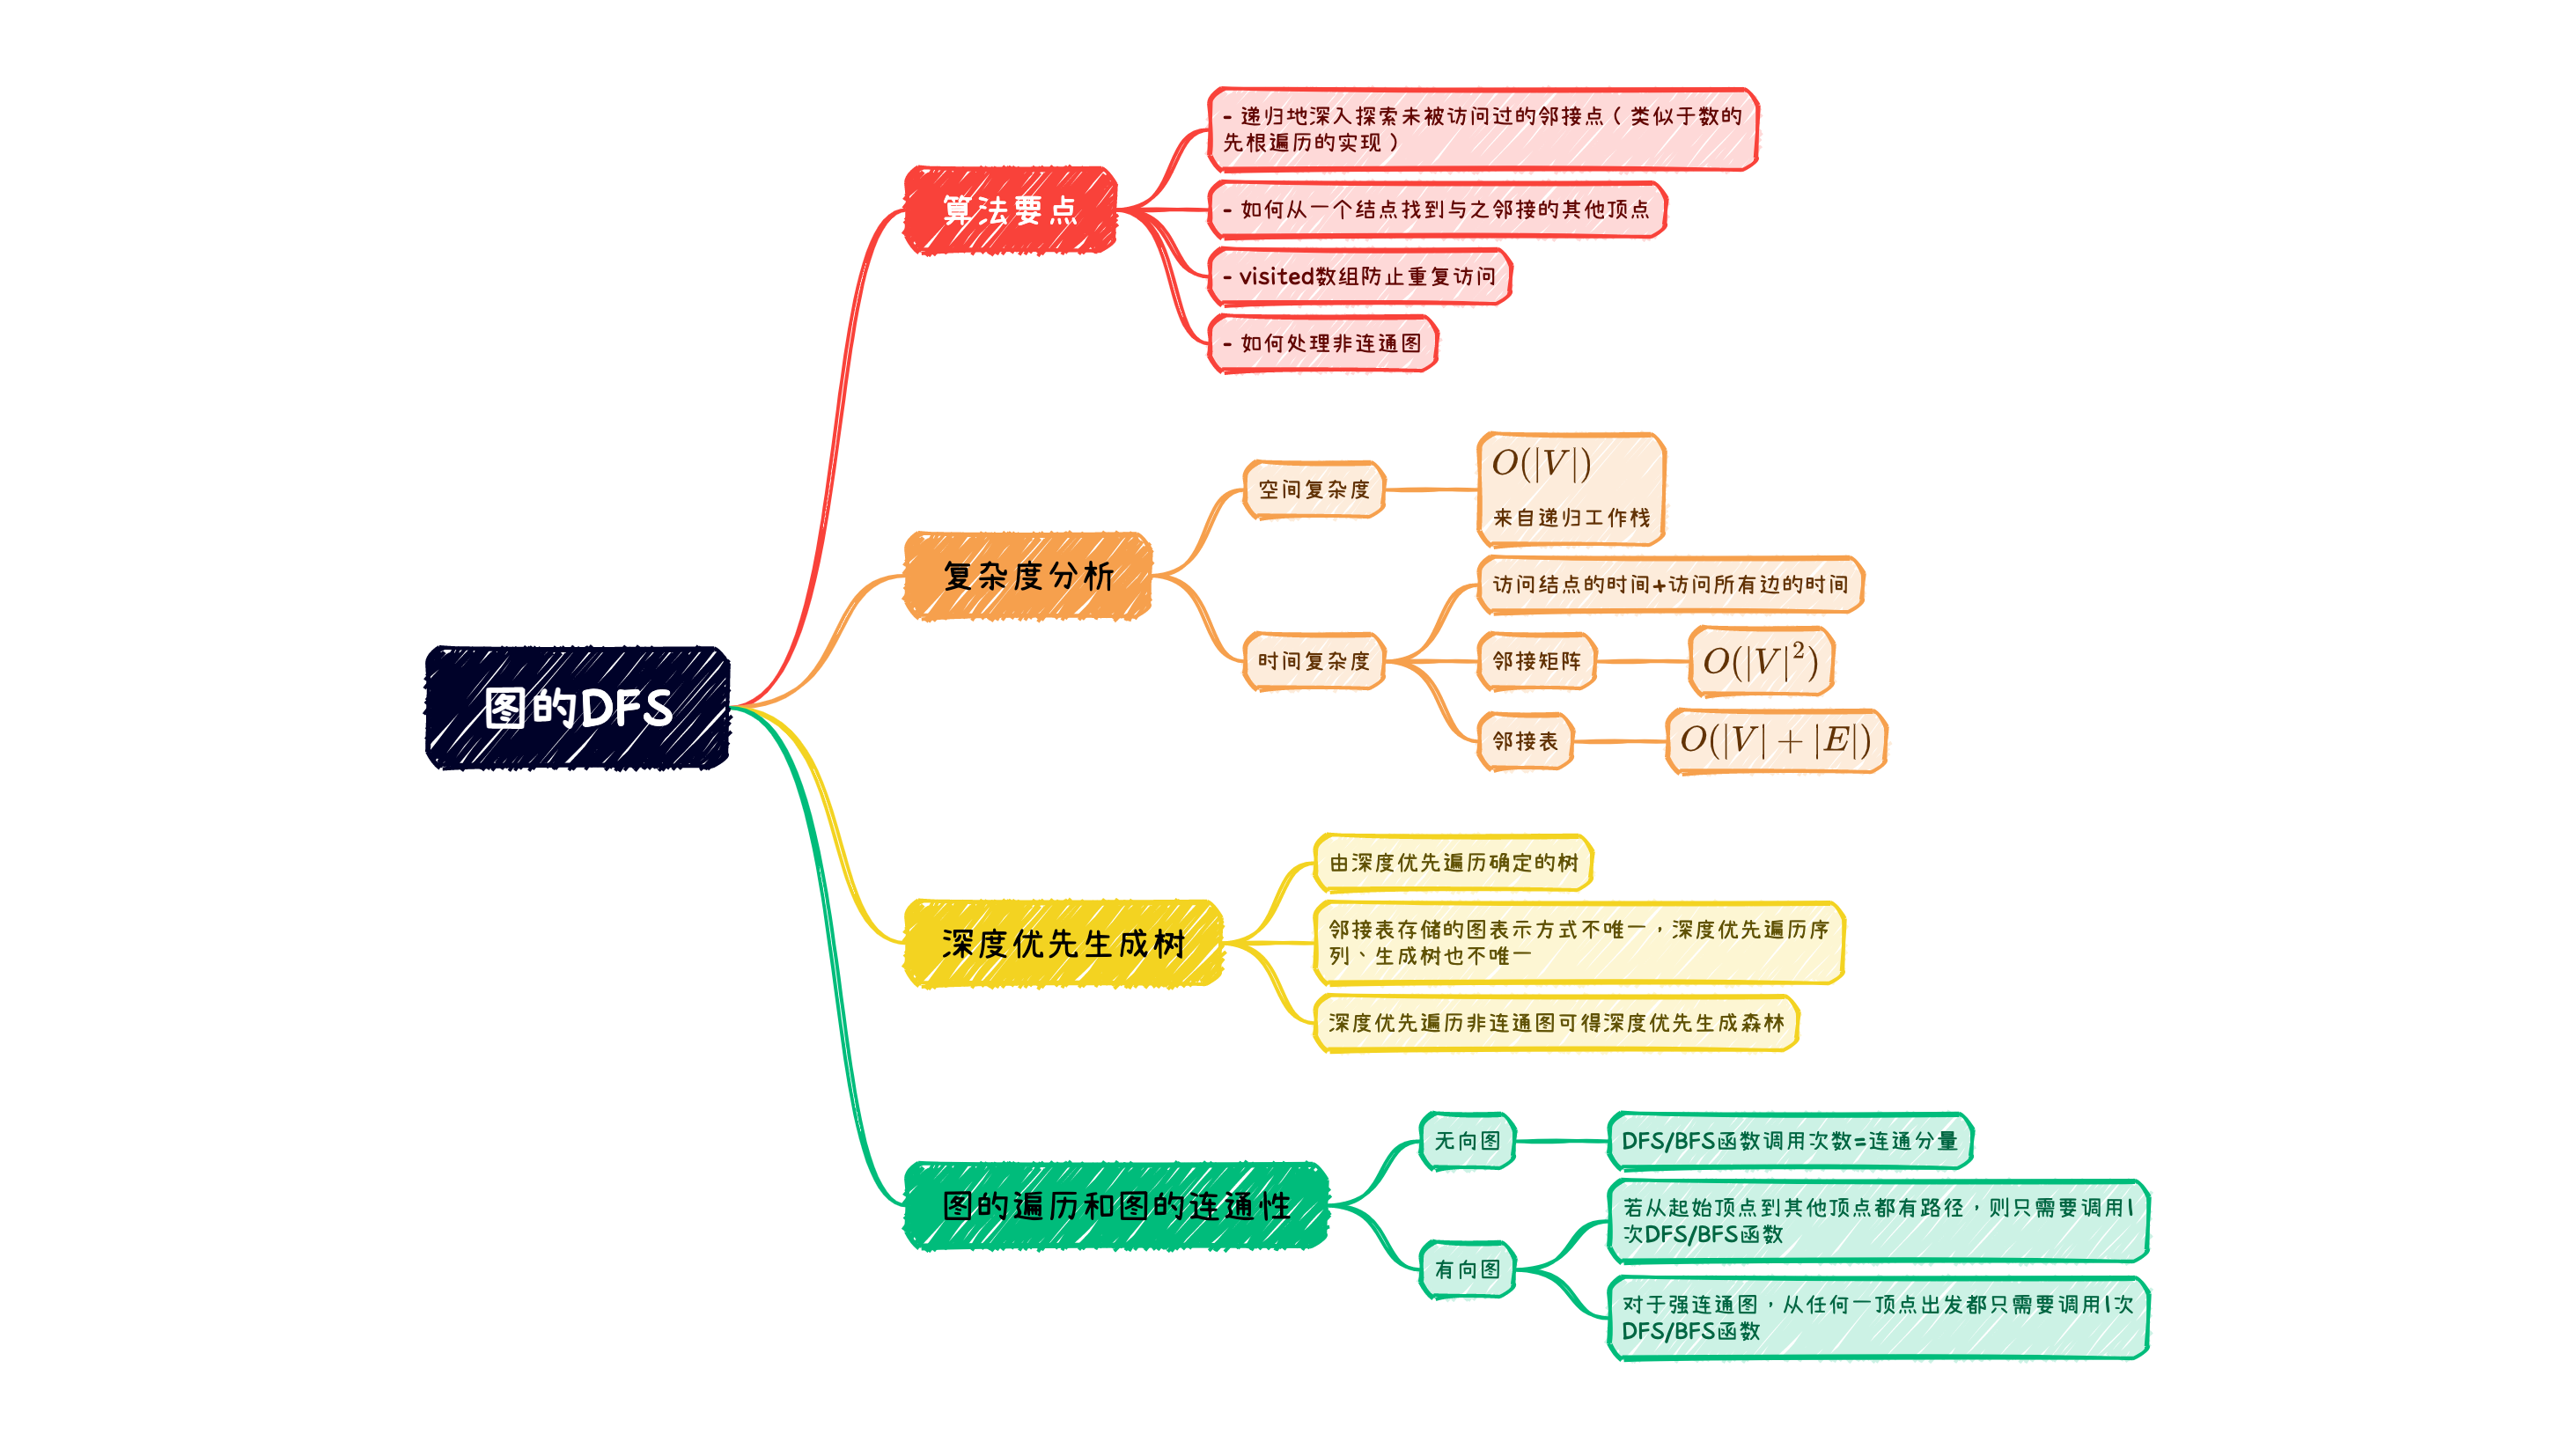 图的DFS
算法要点
- 递归地深入探索未被访问过的邻接点（类似于数的
先根遍历的实现）
- 如何从一个结点找到与之邻接的其他顶点
- visited数组防止重复访问
- 如何处理非连通图
复杂度分析
空间复杂度
O(|V|)
来自递归工作栈
时间复杂度
访问结点的时间+访问所有边的时间
邻接矩阵
O(|V|²)
邻接表
O(|V| + |E|)
深度优先生成树
由深度优先遍历确定的树
邻接表存储的图表示方式不唯一，深度优先遍历序
列、生成树也不唯一
深度优先遍历非连通图可得深度优先生成森林
图的遍历和图的连通性
无向图
DFS/BFS函数调用次数=连通分量
有向图
若从起始顶点到其他顶点都有路径，则只需要调用1
次DFS/BFS函数
对于强连通图，从任何一顶点出发都只需要调用1次
DFS/BFS函数